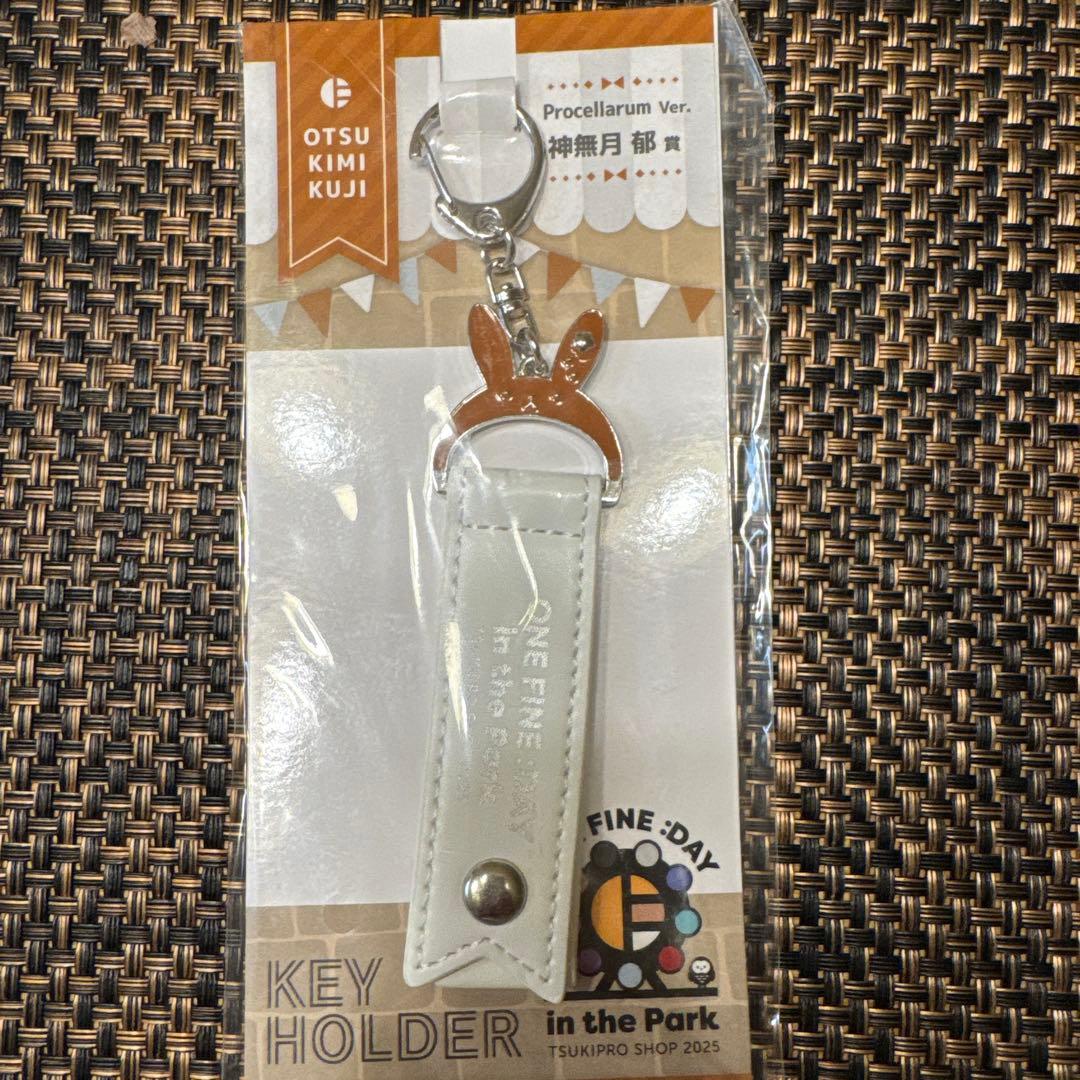 OTSU
KIMI
KUJI
Procellarum Ver.
神無月 郁 賞
ONE FINE :DAY
in the Park
FINE :DAY
in the Park
TSUKIPRO SHOP 2025
KEY
HOLDER